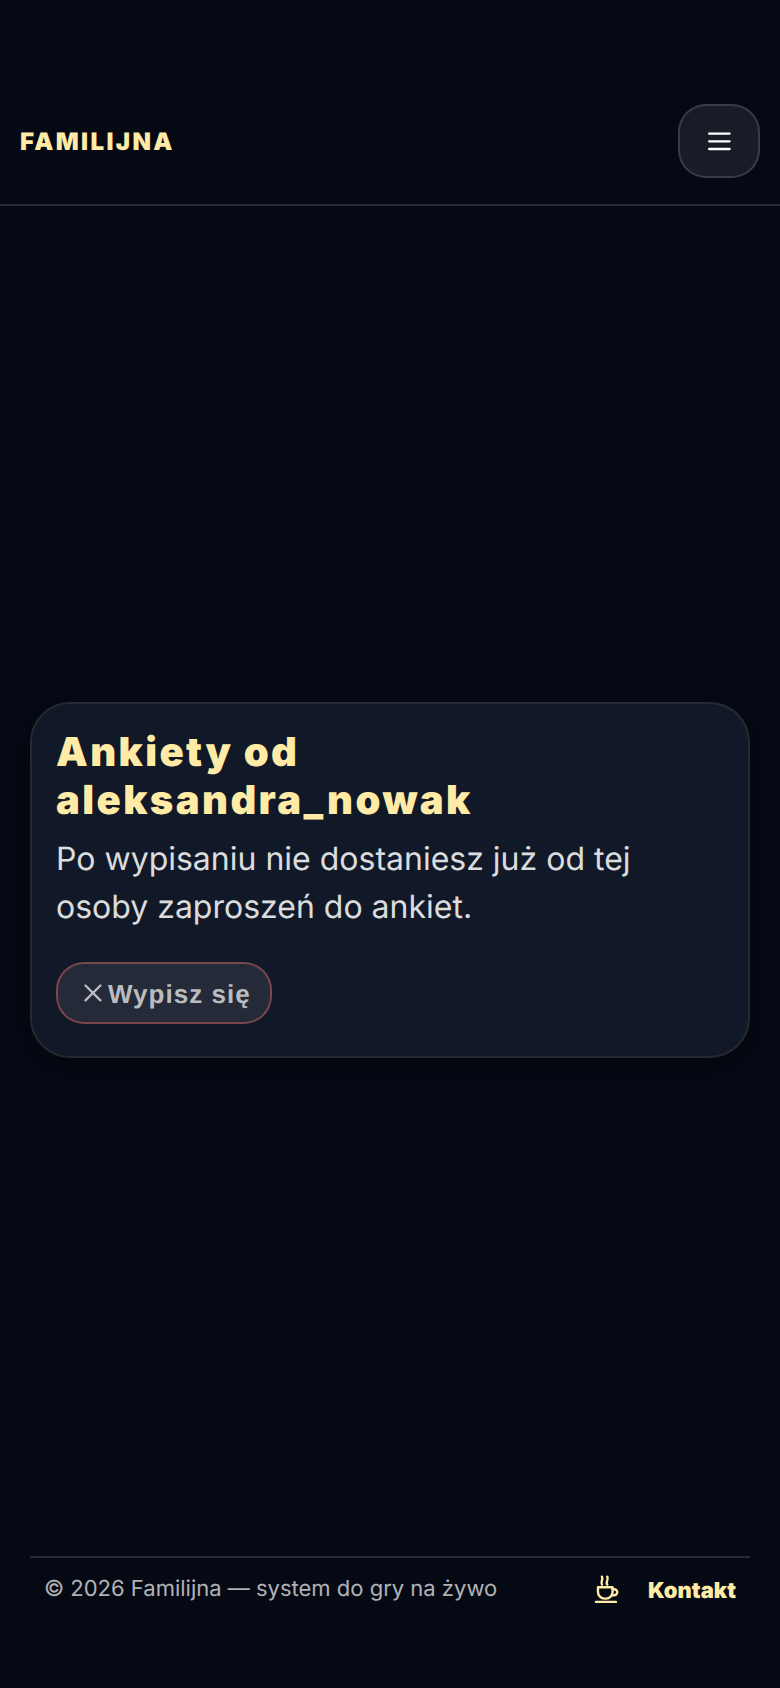 FAMILIJNA
Ankiety od
aleksandra_nowak
Po wypisaniu nie dostaniesz już od tej
osoby zaproszeń do ankiet.
Wypisz się
© 2026 Familijna — system do gry na żywo
Kontakt